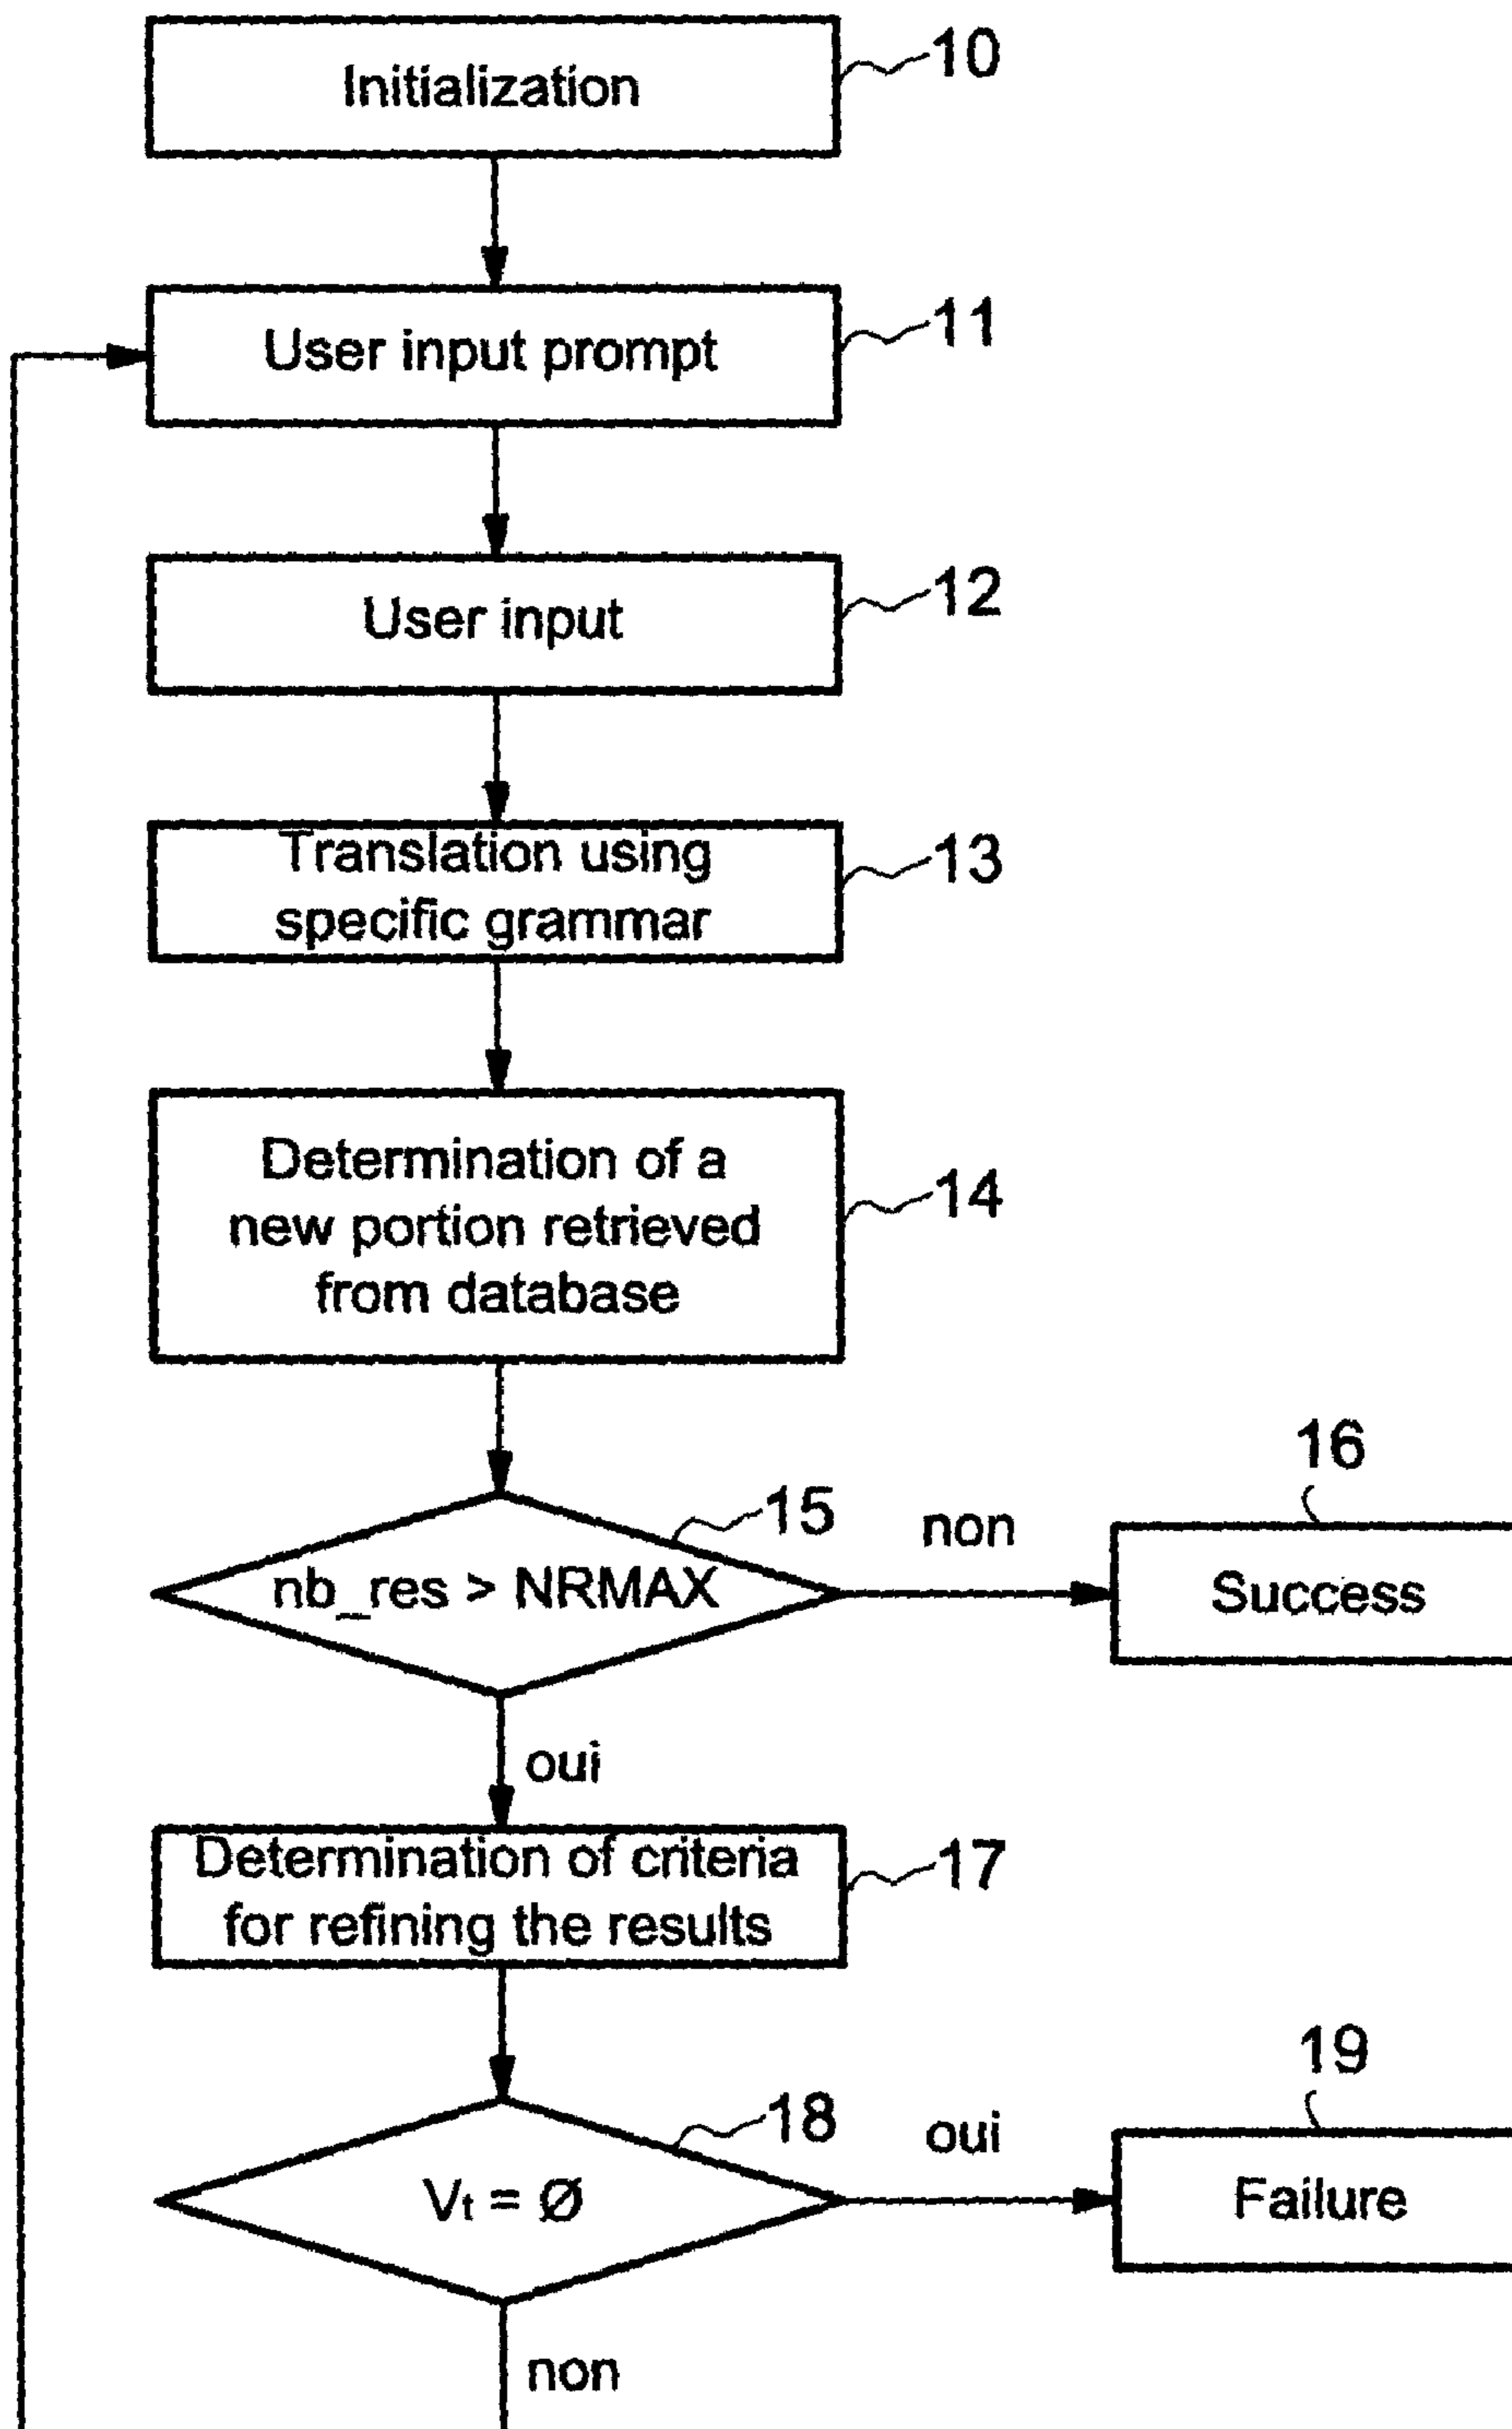 Initialization
10
User input prompt
11
User input
12
Translation using
specific grammar
13
Determination of a
new portion retrieved
from database
14
nb_res > NRMAX
15
non
16
Success
oui
Determination of criteria
for refining the results
17
Vt = Ø
18
oui
19
Failure
non